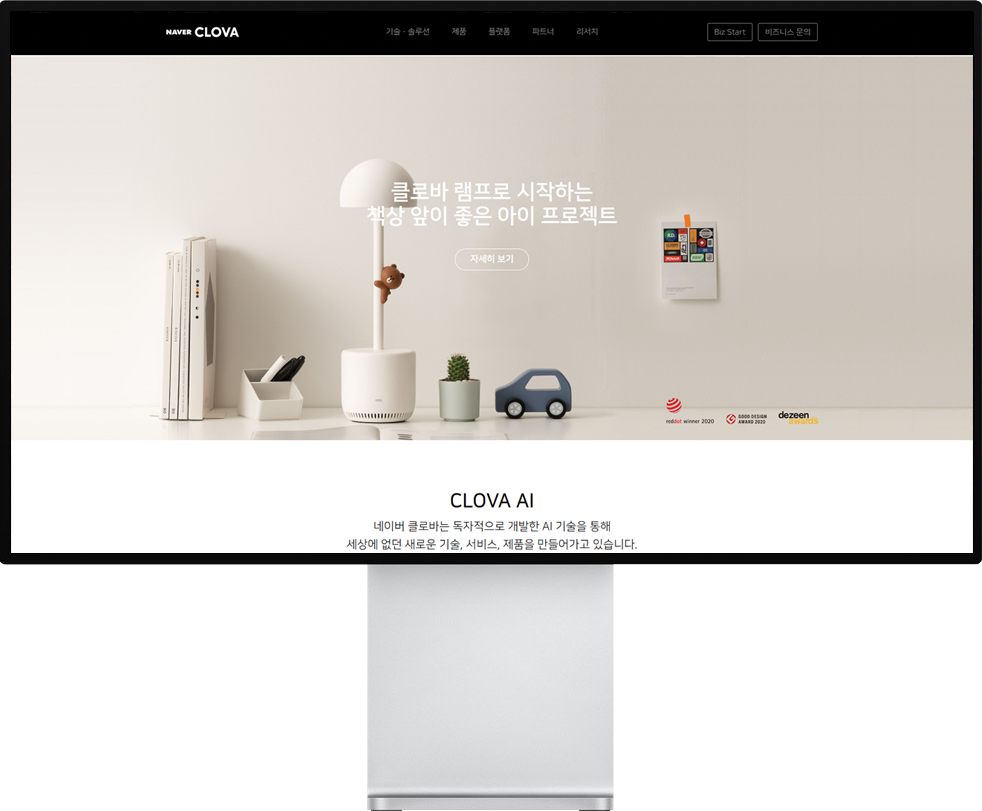 NAVER CLOVA
기술 · 솔루션 제품 플랫폼 파트너 리서치
Biz Start 비즈니스 문의
클로바 램프로 시작하는
책상 앞이 좋은 아이 프로젝트
자세히 보기
reddot winner 2020
GOOD DESIGN
AWARD 2020
dezeen
awards
CLOVA AI
네이버 클로바는 독자적으로 개발한 AI 기술을 통해
세상에 없던 새로운 기술, 서비스, 제품을 만들어가고 있습니다.